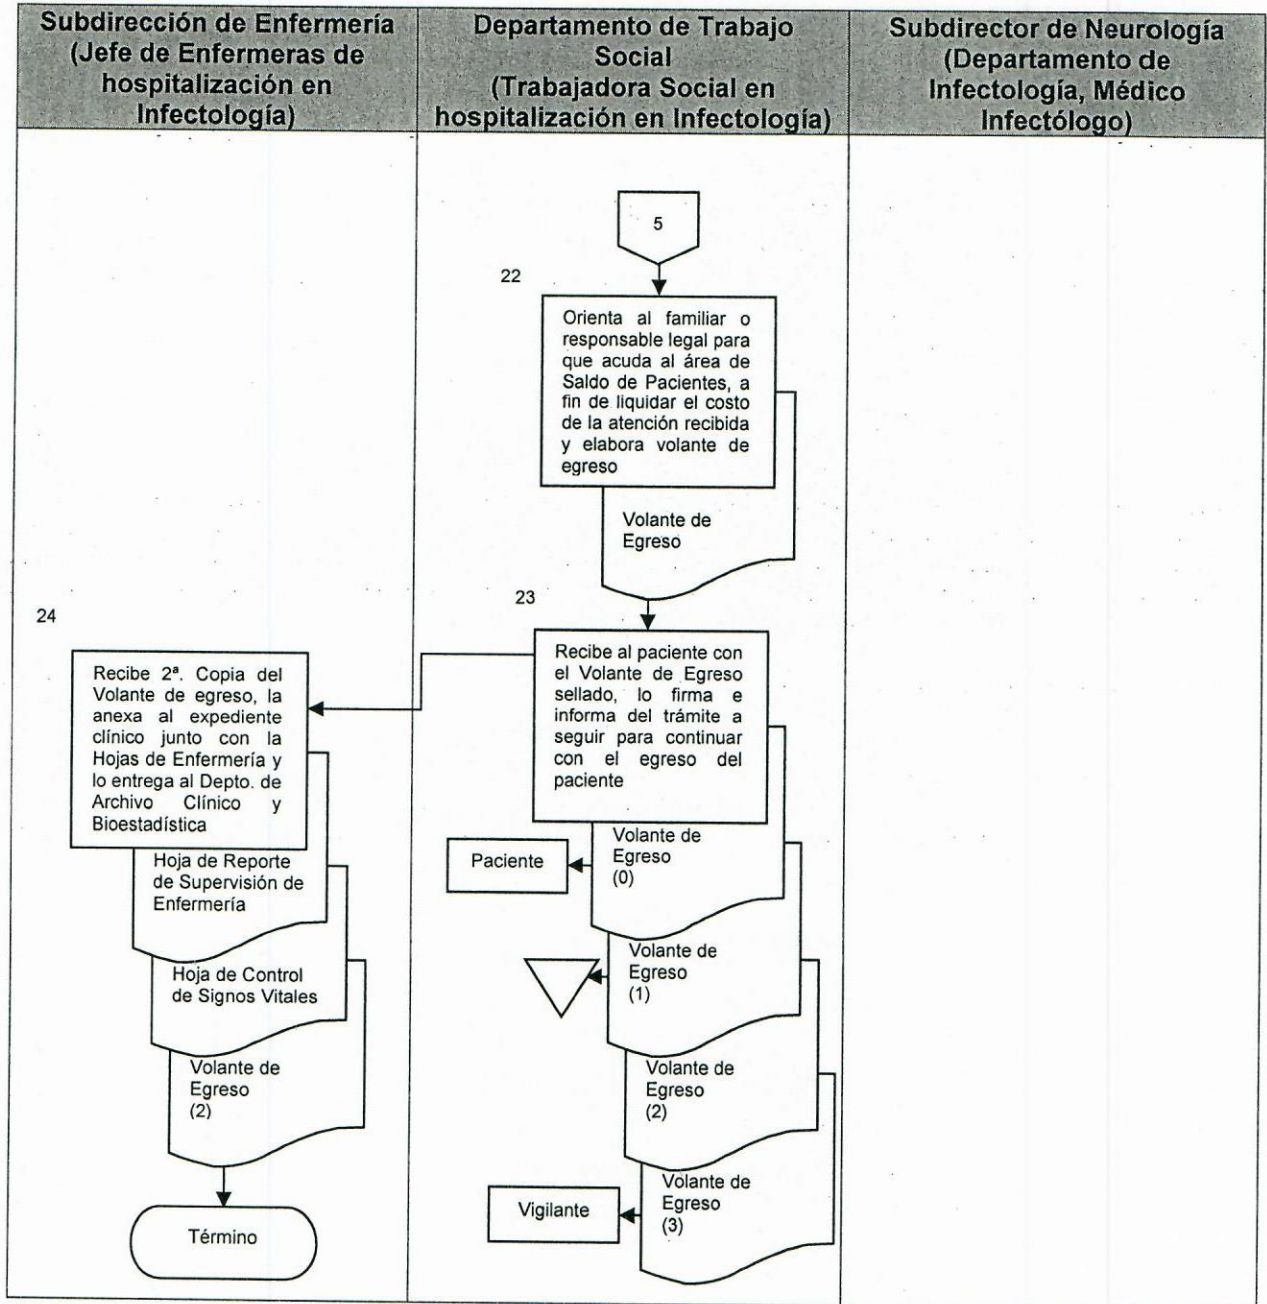 Subdirección de Enfermería
(Jefe de Enfermeras de
hospitalización en
Infectología)
Departamento de Trabajo
Social
(Trabajadora Social en
hospitalización en Infectología)
Subdirector de Neurología
(Departamento de
Infectología, Médico
Infectólogo)
5
22
Orienta al familiar o
responsable legal para
que acuda al área de
Saldo de Pacientes, a
fin de liquidar el costo
de la atención recibida
y elabora volante de
egreso
Volante de
Egreso
23
Recibe al paciente con
el Volante de Egreso
sellado, lo firma e
informa del trámite a
seguir para continuar
con el egreso del
paciente
Volante de
Egreso
(0)
Paciente
Volante de
Egreso
(1)
Volante de
Egreso
(2)
Volante de
Egreso
(3)
Vigilante
24
Recibe 2ª. Copia del
Volante de egreso, la
anexa al expediente
clínico junto con la
Hojas de Enfermería y
lo entrega al Depto. de
Archivo Clínico y
Bioestadística
Hoja de Reporte
de Supervisión de
Enfermería
Hoja de Control
de Signos Vitales
Volante de
Egreso
(2)
Término